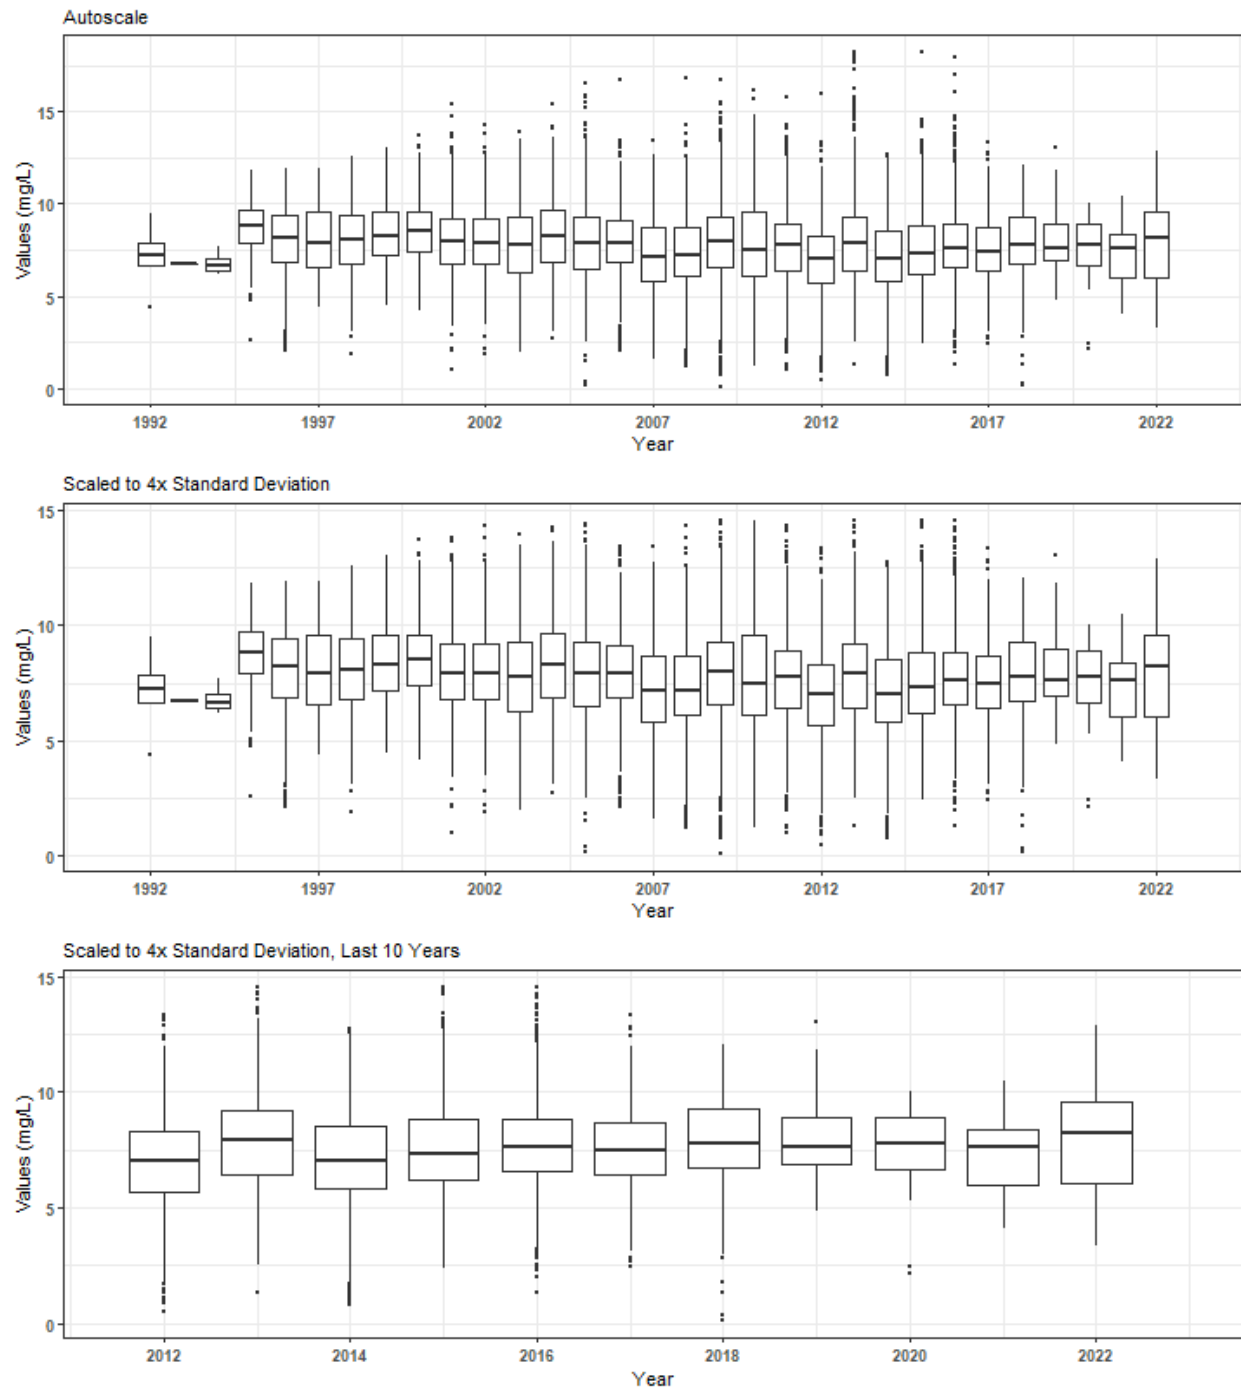 Autoscale
Values (mg/L)
15
10
5
0
1992 1997 2002 2007 2012 2017 2022
Year
Scaled to 4x Standard Deviation
Values (mg/L)
15
10
5
0
1992 1997 2002 2007 2012 2017 2022
Year
Scaled to 4x Standard Deviation, Last 10 Years
Values (mg/L)
15
10
5
0
2012 2014 2016 2018 2020 2022
Year